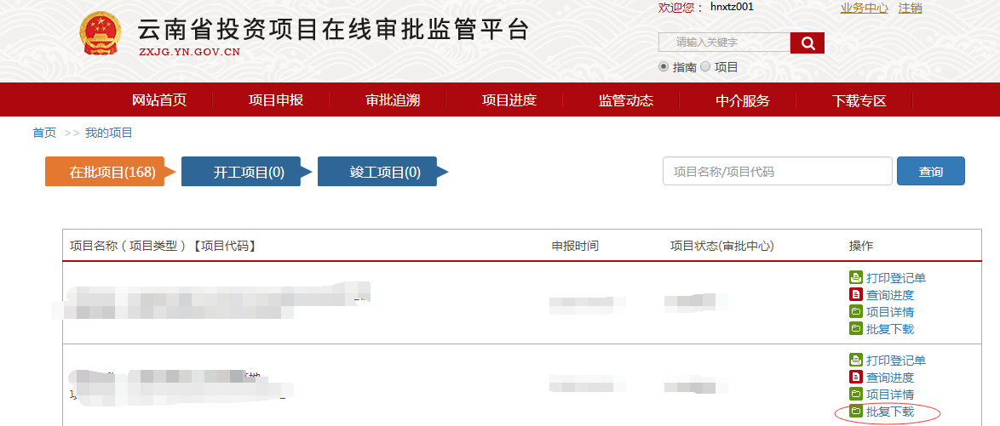 欢迎您： hnxtz001 业务中心 注销
云南省投资项目在线审批监管平台
ZXJG.YN.GOV.CN
请输入关键字
指南 项目
网站首页 项目申报 审批追溯 项目进度 监管动态 中介服务 下载专区
首页 >> 我的项目
在批项目(168) 开工项目(0) 竣工项目(0) 项目名称/项目代码 查询
项目名称（项目类型）【项目代码】 申报时间 项目状态(审批中心) 操作
打印登记单
查询进度
项目详情
批复下载
打印登记单
查询进度
项目详情
批复下载